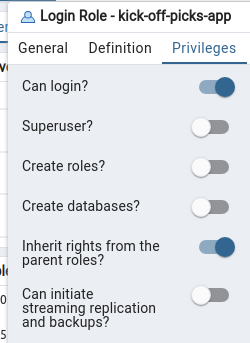 Login Role - kick-off-picks-app
General Definition Privileges
Can login?
Superuser?
Create roles?
Create databases?
Inherit rights from the
parent roles?
Can initiate
streaming replication
and backups?